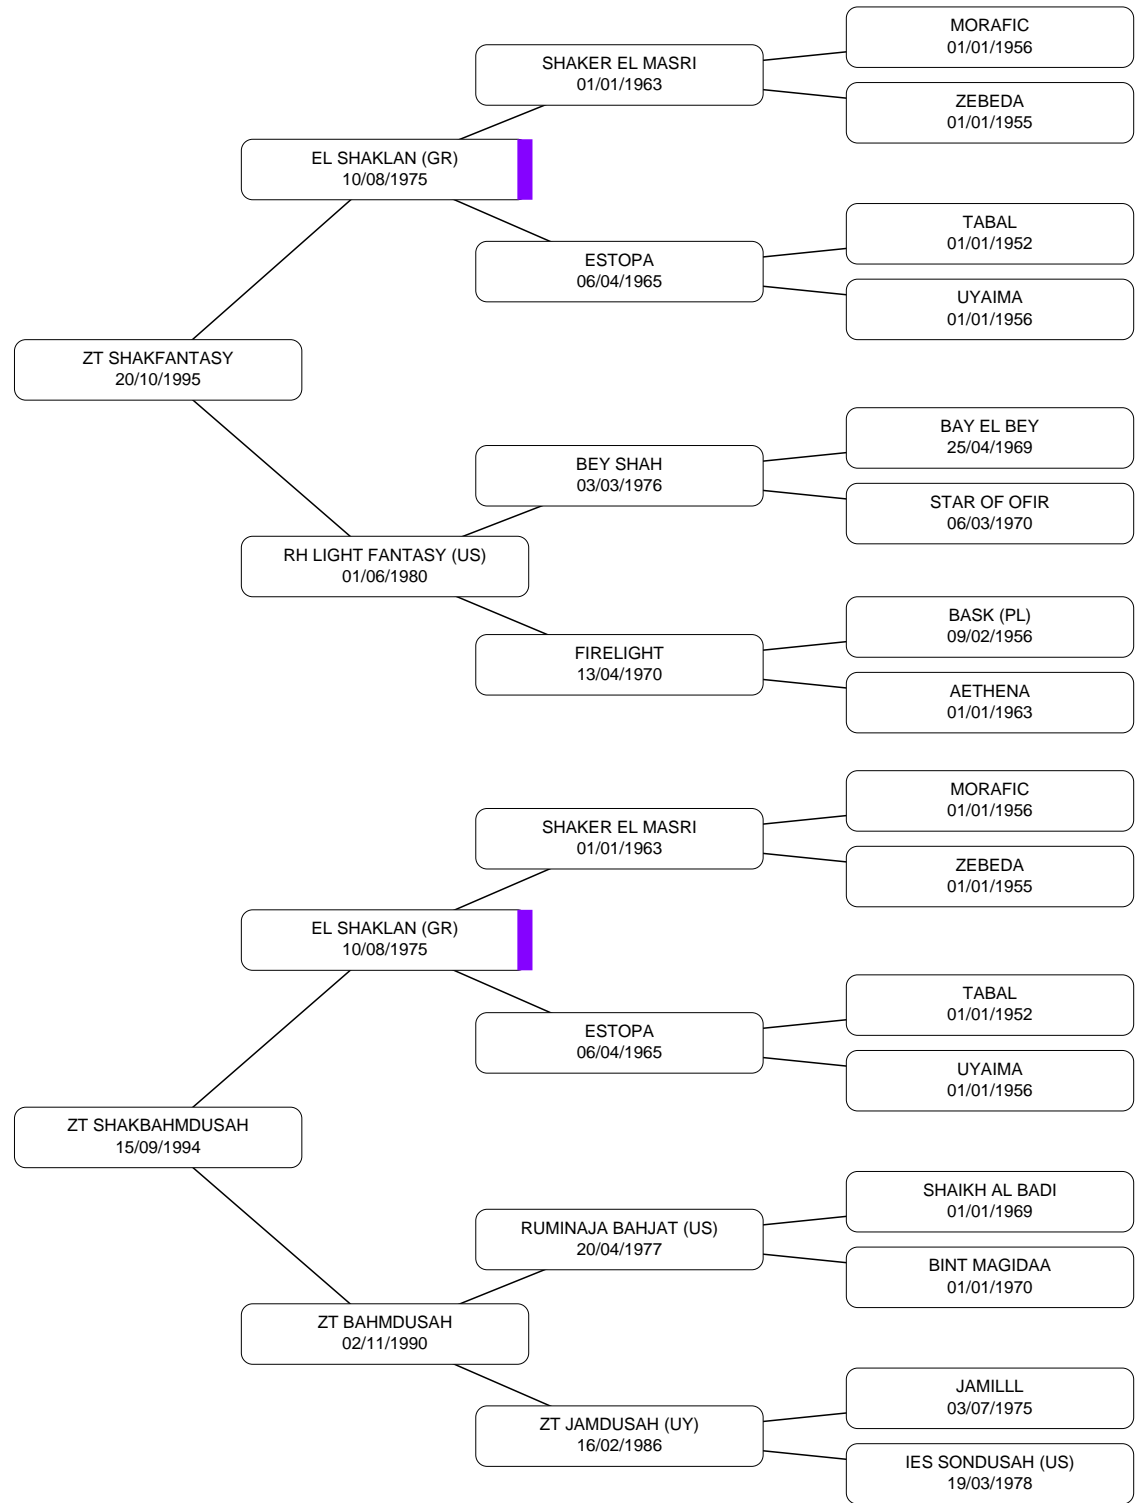 MORAFIC
01/01/1956
SHAKER EL MASRI
01/01/1963
ZEBEDA
01/01/1955
EL SHAKLAN (GR)
10/08/1975
TABAL
01/01/1952
ESTOPA
06/04/1965
UYAIMA
01/01/1956
ZT SHAKFANTASY
20/10/1995
BAY EL BEY
25/04/1969
BEY SHAH
03/03/1976
STAR OF OFIR
06/03/1970
RH LIGHT FANTASY (US)
01/06/1980
BASK (PL)
09/02/1956
FIRELIGHT
13/04/1970
AETHENA
01/01/1963
MORAFIC
01/01/1956
SHAKER EL MASRI
01/01/1963
ZEBEDA
01/01/1955
EL SHAKLAN (GR)
10/08/1975
TABAL
01/01/1952
ESTOPA
06/04/1965
UYAIMA
01/01/1956
ZT SHAKBAHMDUSAH
15/09/1994
SHAIKH AL BADI
01/01/1969
RUMINAJA BAHJAT (US)
20/04/1977
BINT MAGIDAA
01/01/1970
ZT BAHMDUSAH
02/11/1990
JAMILLL
03/07/1975
ZT JAMDUSAH (UY)
16/02/1986
IES SONDUSAH (US)
19/03/1978